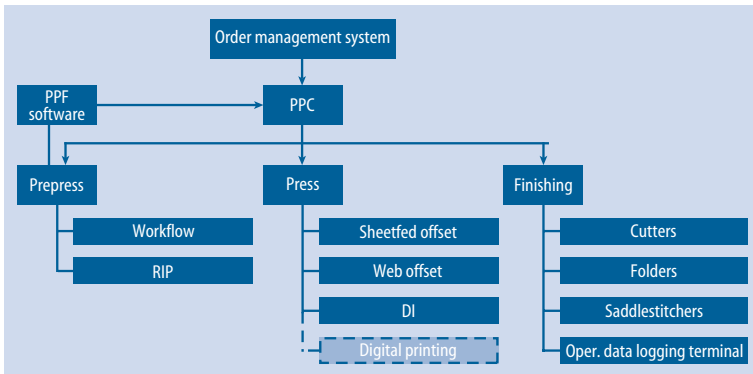 Order management system
PPF
software
PPC
Prepress
Press
Finishing
Workflow
Sheetfed offset
Cutters
RIP
Web offset
Folders
DI
Saddlestitchers
Digital printing
Oper. data logging terminal